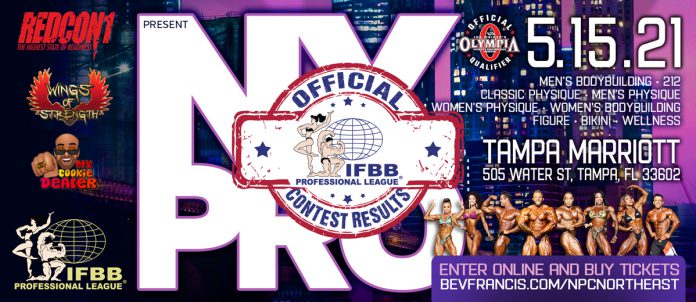 REDCON1
THE HIGHEST STATE OF READINESS
WINGS
OF
STRENGTH
MY
COOKIE
DEALER
IFBB
PROFESSIONAL LEAGUE
PRESENT
NY
PRO
OFFICIAL
IFBB
PROFESSIONAL LEAGUE
CONTEST RESULTS
OFFICIAL
OLYMPIA
QUALIFIER
5.15.21
MEN'S BODYBUILDING • 212
CLASSIC PHYSIQUE • MEN'S PHYSIQUE
WOMEN'S PHYSIQUE • WOMEN'S BODYBUILDING
FIGURE • BIKINI • WELLNESS
TAMPA MARRIOTT
505 WATER ST, TAMPA, FL 33602
ENTER ONLINE AND BUY TICKETS
BEVFRANCIS.COM/NPCNORTHEAST